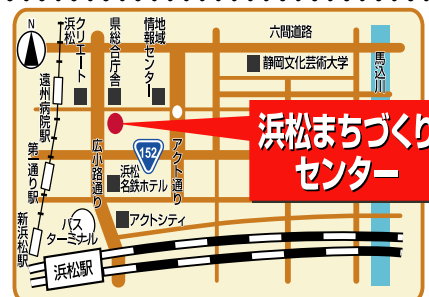 クリエート
浜松
県総合庁舎
地域
情報センター
六間道路
静岡文化芸術大学
馬込川
遠州病院駅
浜松まちづくり
センター
152
広小路通り
アクト通り
浜松
名鉄ホテル
第一通り駅
アクトシティ
バス
ターミナル
新浜松駅
浜松駅